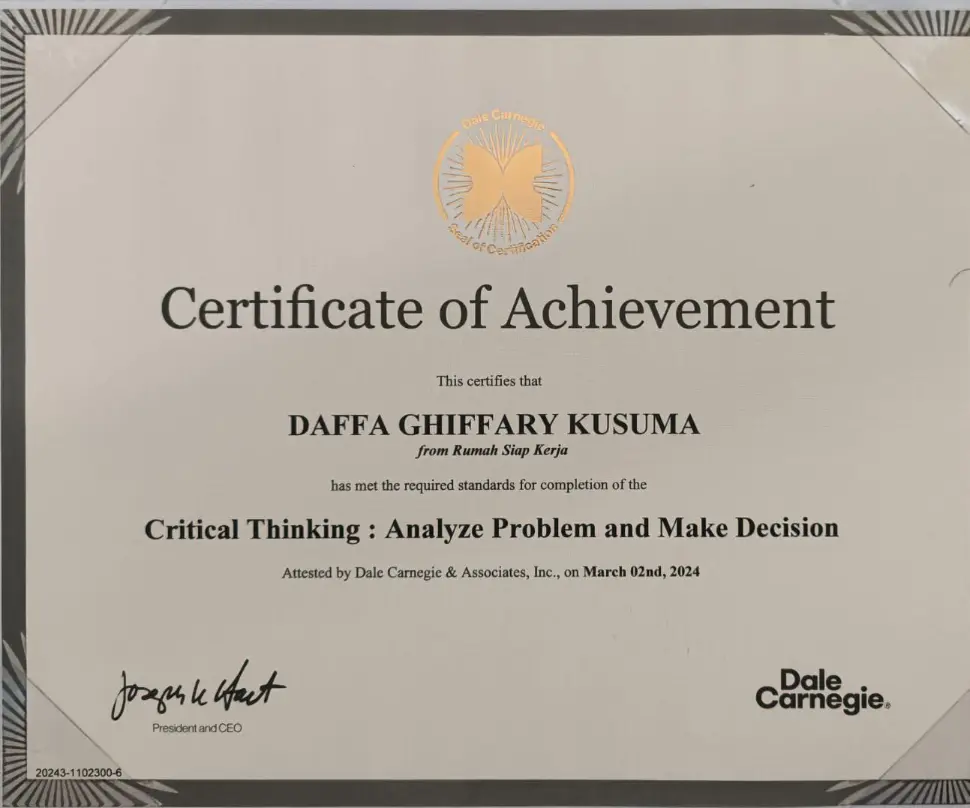 Dale Carnegie
Seal of Certification
Certificate of Achievement
This certifies that
DAFFA GHIFFARY KUSUMA
from Rumah Siap Kerja
has met the required standards for completion of the
Critical Thinking : Analyze Problem and Make Decision
Attested by Dale Carnegie & Associates, Inc., on March 02nd, 2024
Joseph K Hart
President and CEO
Dale
Carnegie®
20243-1102300-6